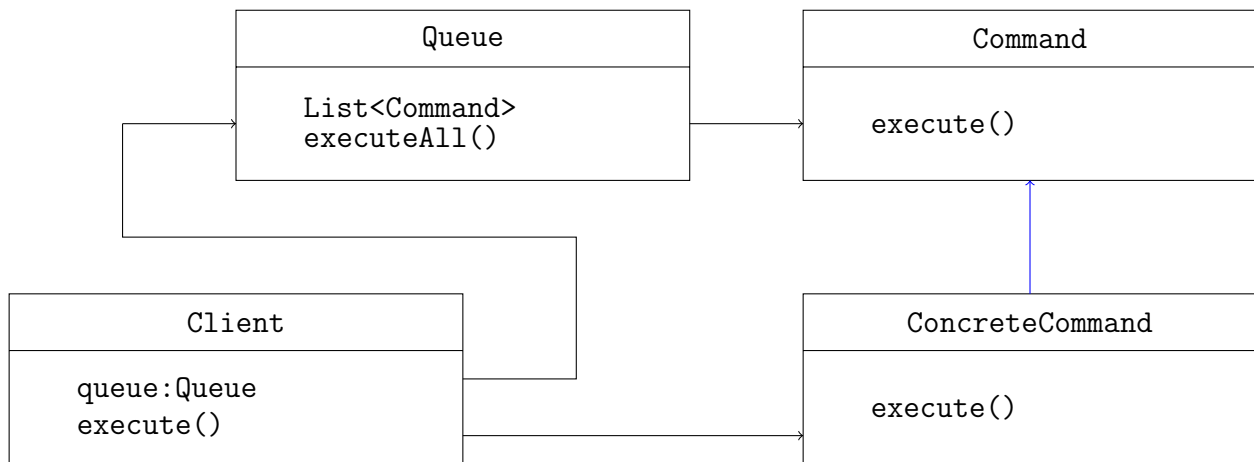 Queue
List<Command>
executeAll()
Command
execute()
Client
queue:Queue
execute()
ConcreteCommand
execute()